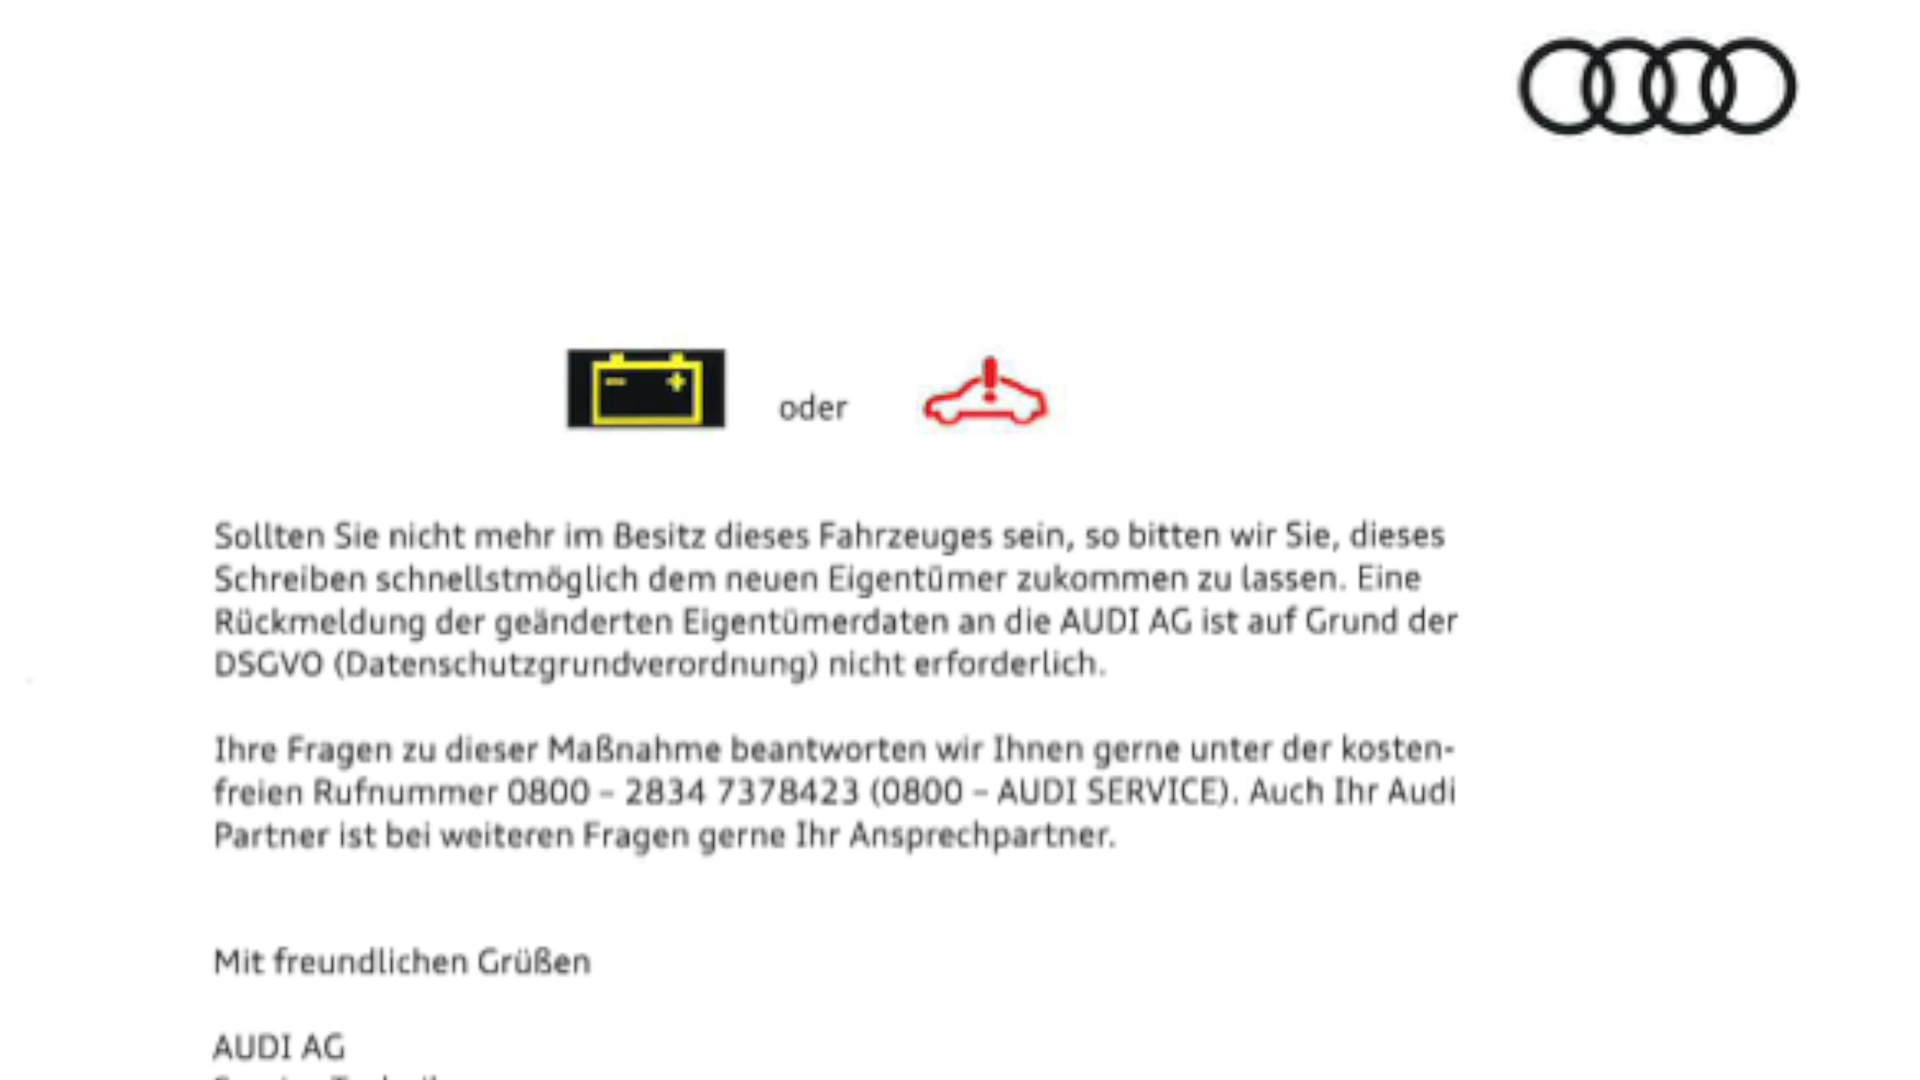 oder
Sollten Sie nicht mehr im Besitz dieses Fahrzeuges sein, so bitten wir Sie, dieses
Schreiben schnellstmöglich dem neuen Eigentümer zukommen zu lassen. Eine
Rückmeldung der geänderten Eigentümerdaten an die AUDI AG ist auf Grund der
DSGVO (Datenschutzgrundverordnung) nicht erforderlich.
Ihre Fragen zu dieser Maßnahme beantworten wir Ihnen gerne unter der kosten-
freien Rufnummer 0800 – 2834 7378423 (0800 – AUDI SERVICE). Auch Ihr Audi
Partner ist bei weiteren Fragen gerne Ihr Ansprechpartner.
Mit freundlichen Grüßen
AUDI AG